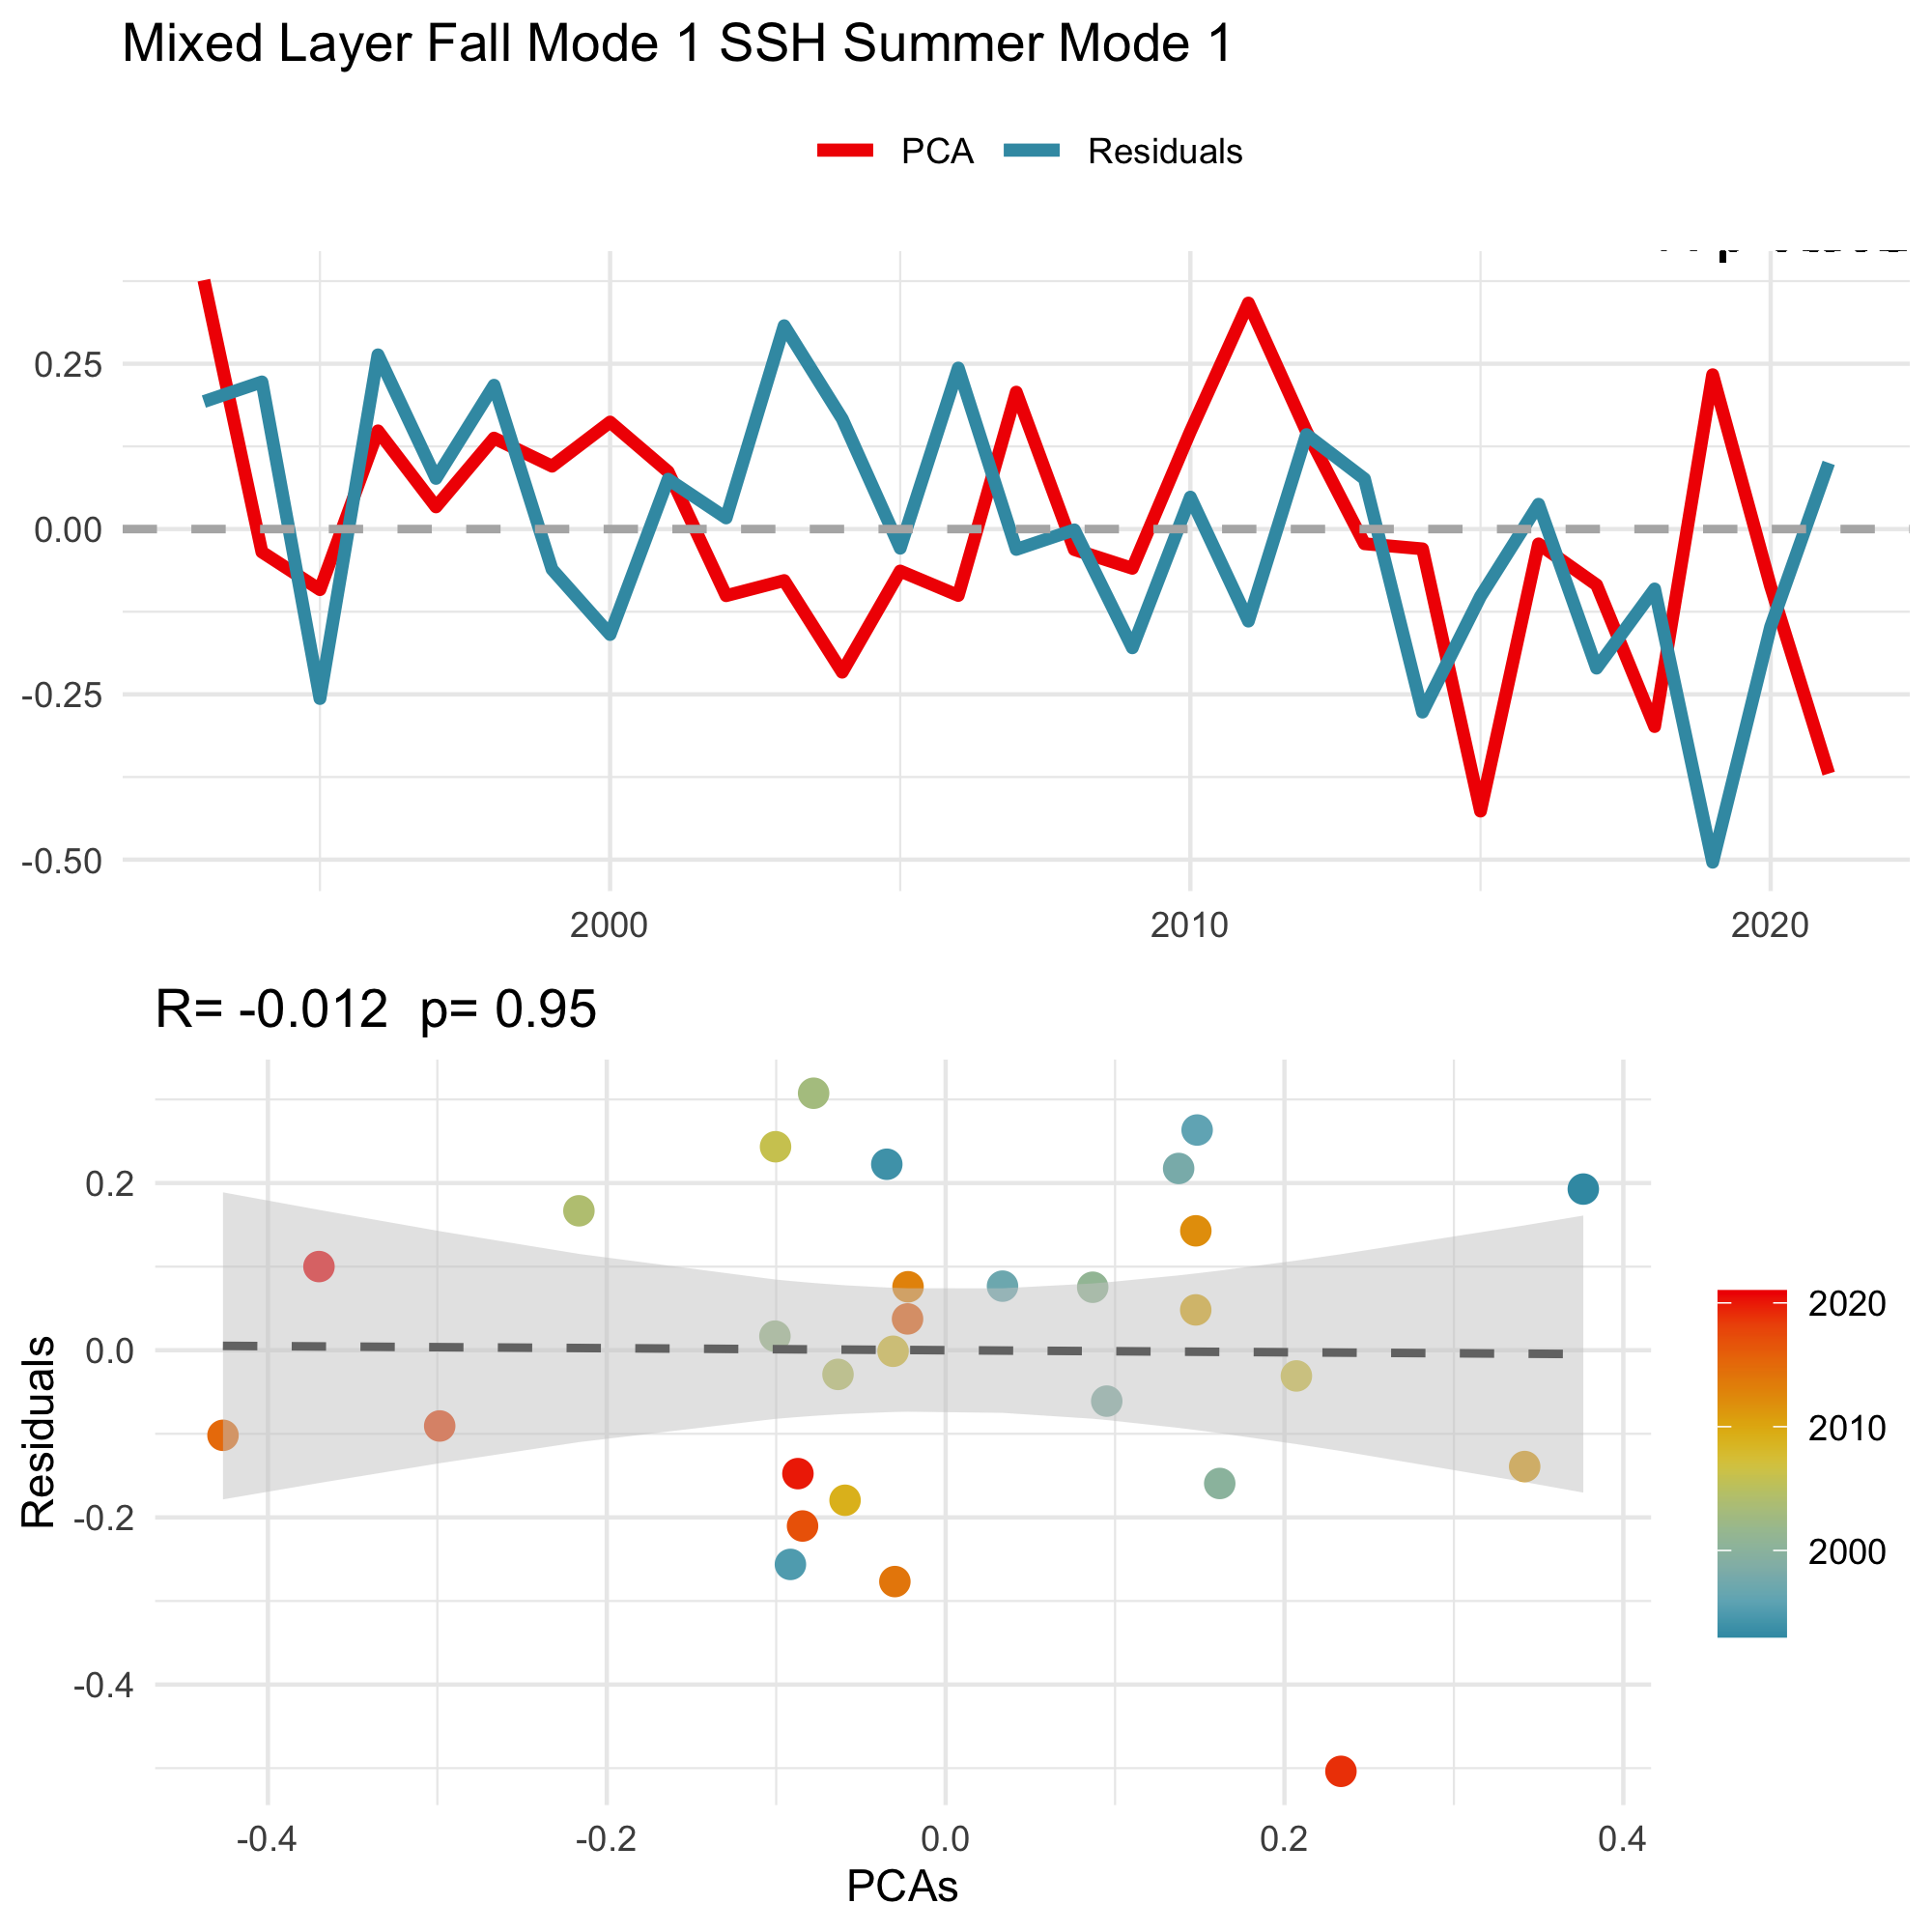 Mixed Layer Fall Mode 1 SSH Summer Mode 1
PCA Residuals
0.25
0.00
-0.25
-0.50
2000 2010 2020
R= -0.012  p= 0.95
Residuals
0.2
0.0
-0.2
-0.4
-0.4 -0.2 0.0 0.2 0.4
PCAs
2020
2010
2000